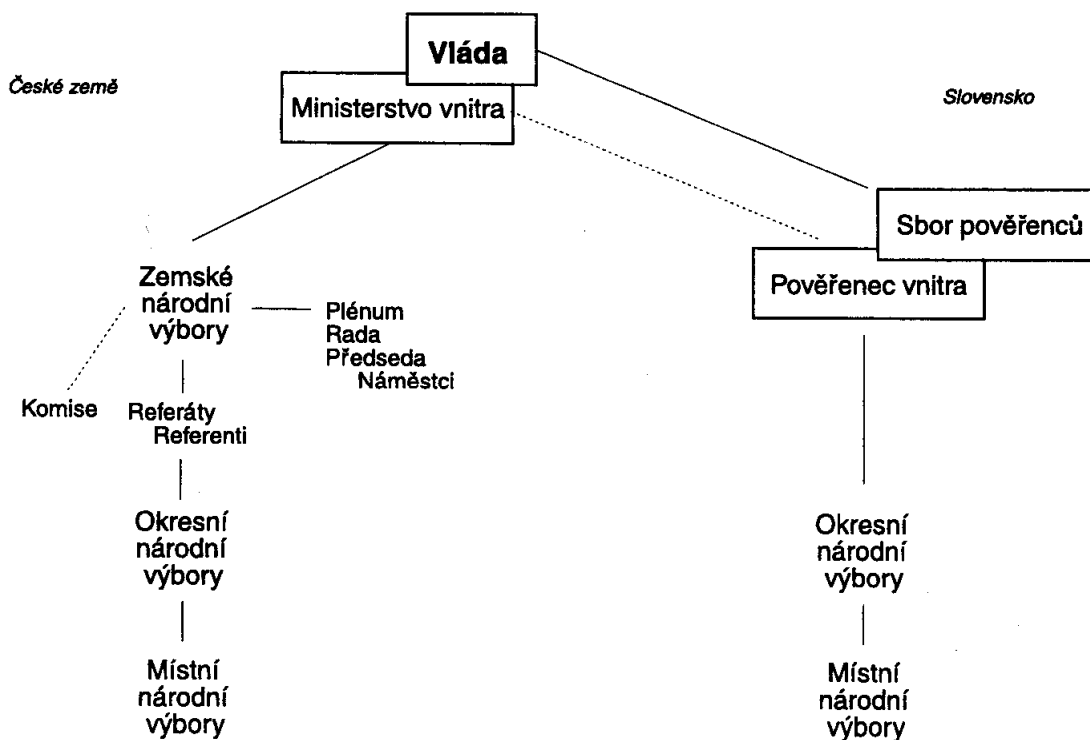 Vláda
České země
Ministerstvo vnitra
Slovensko
Sbor pověřenců
Pověřenec vnitra
Zemské
národní
výbory
Plénum
Rada
Předseda
Náměstci
Komise
Referáty
Referenti
Okresní
národní
výbory
Okresní
národní
výbory
Místní
národní
výbory
Místní
národní
výbory